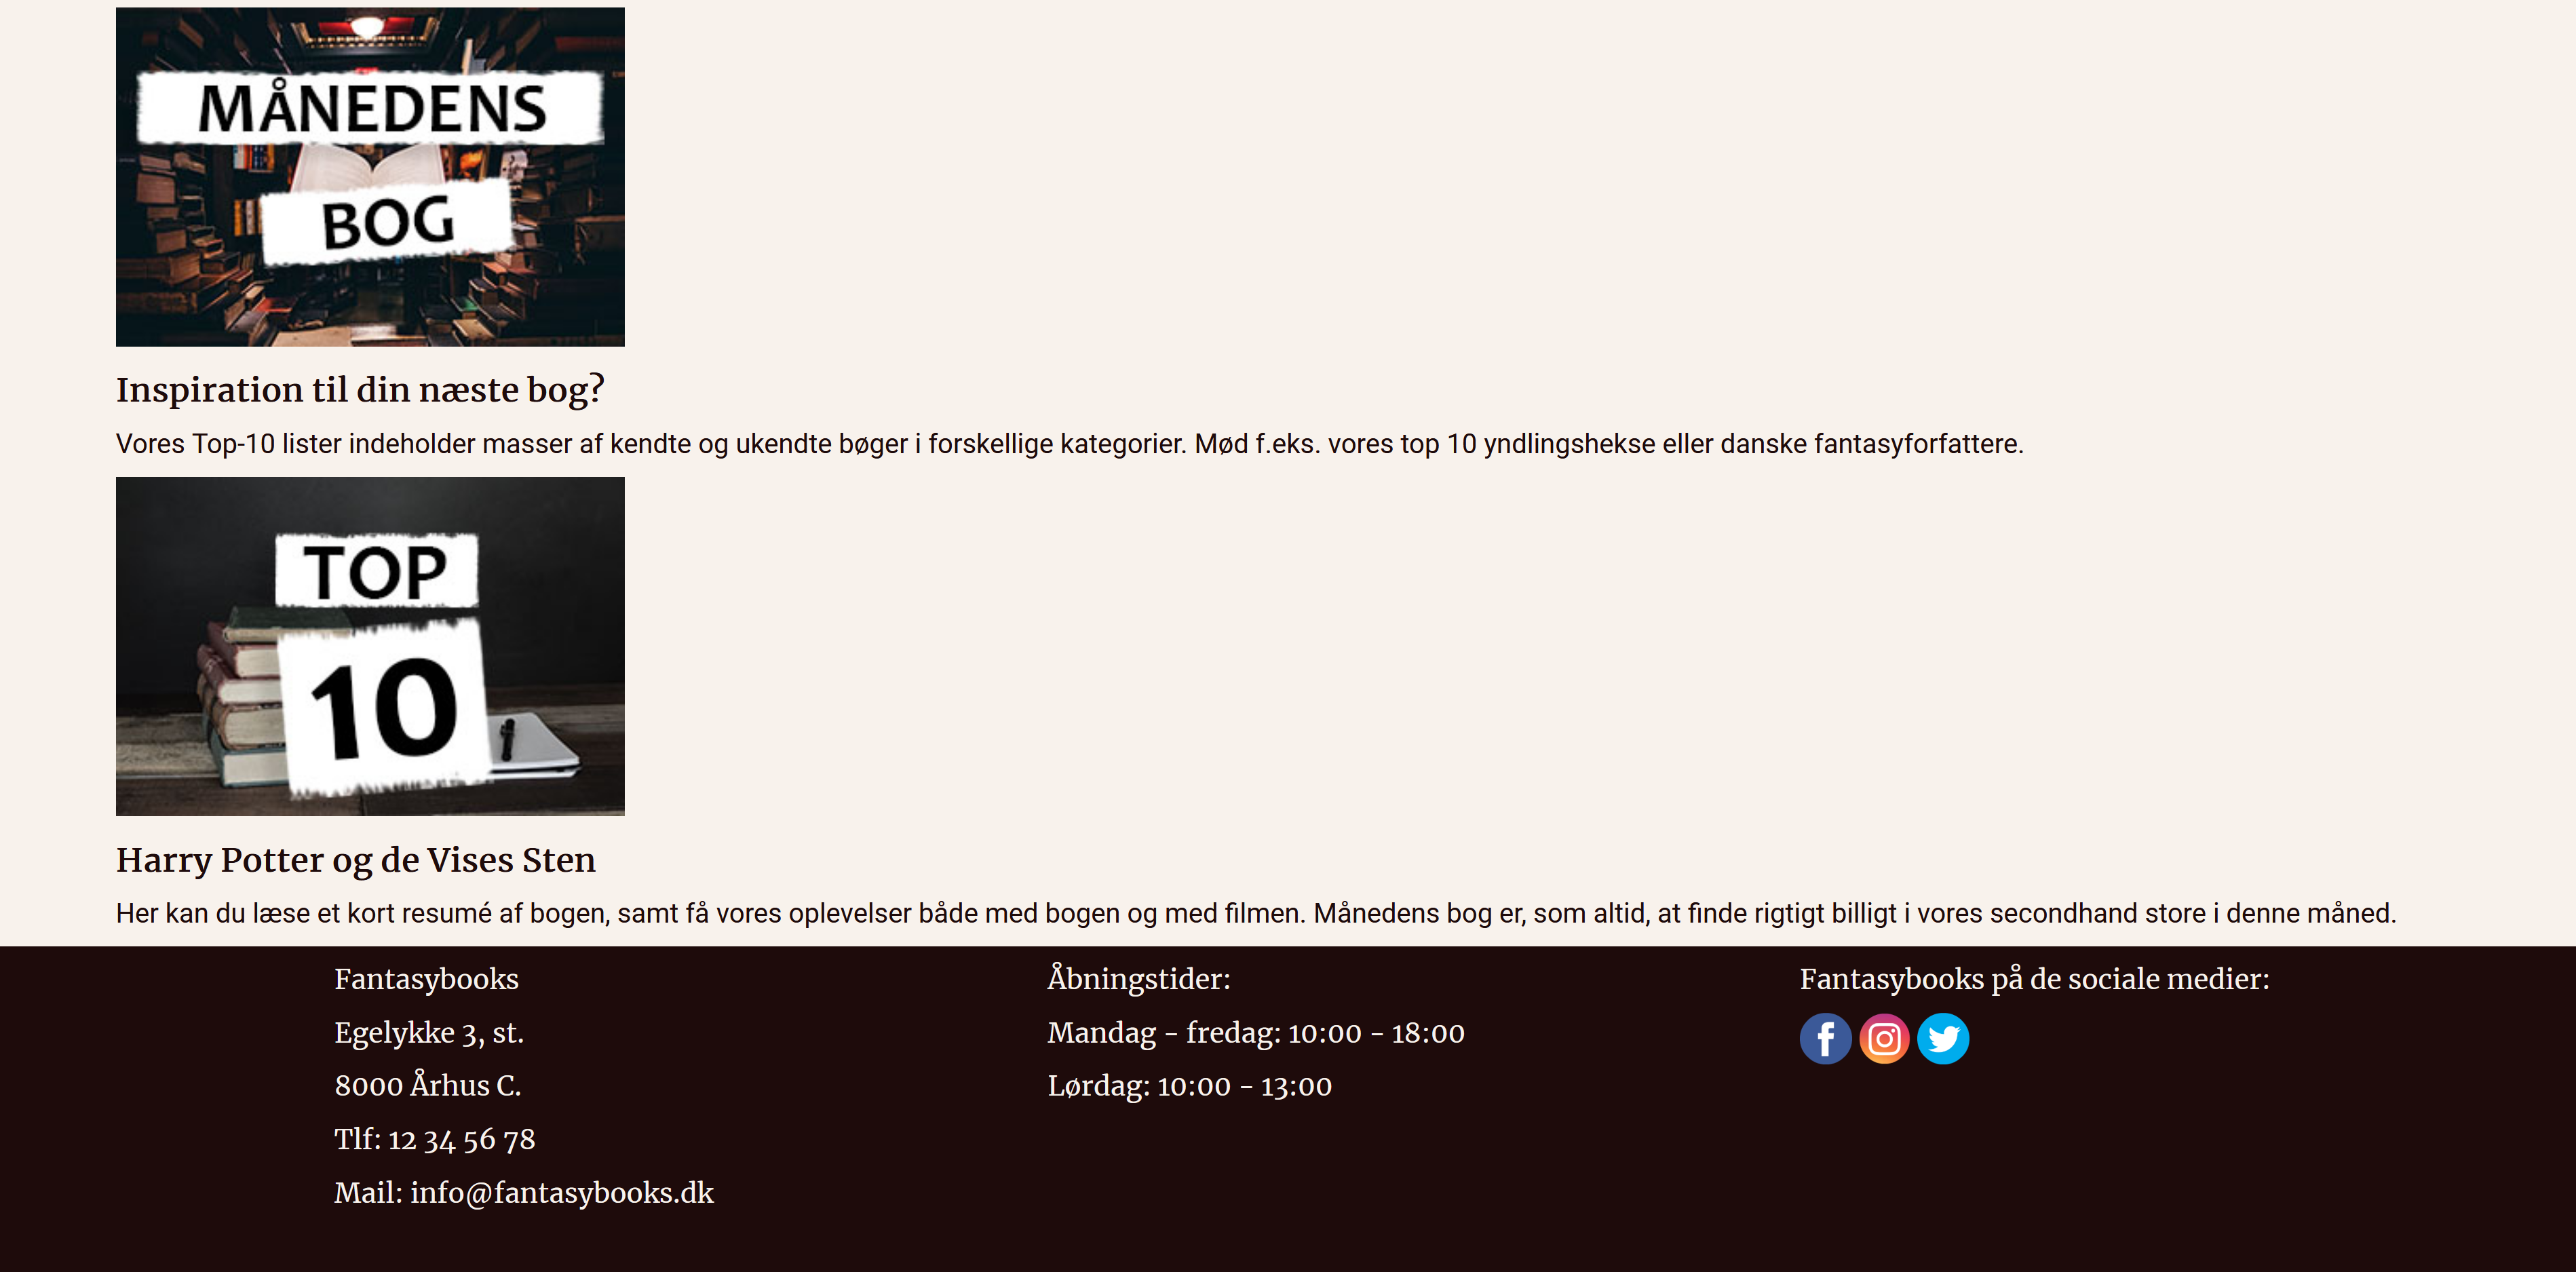 MÅNEDENS
BOG
Inspiration til din næste bog?
Vores Top-10 lister indeholder masser af kendte og ukendte bøger i forskellige kategorier. Mød f.eks. vores top 10 yndlingshekse eller danske fantasyforfattere.
TOP
10
Harry Potter og de Vises Sten
Her kan du læse et kort resumé af bogen, samt få vores oplevelser både med bogen og med filmen. Månedens bog er, som altid, at finde rigtigt billigt i vores secondhand store i denne måned.
Fantasybooks
Egelykke 3, st.
8000 Århus C.
Tlf: 12 34 56 78
Mail: info@fantasybooks.dk
Åbningstider:
Mandag - fredag: 10:00 - 18:00
Lørdag: 10:00 - 13:00
Fantasybooks på de sociale medier: